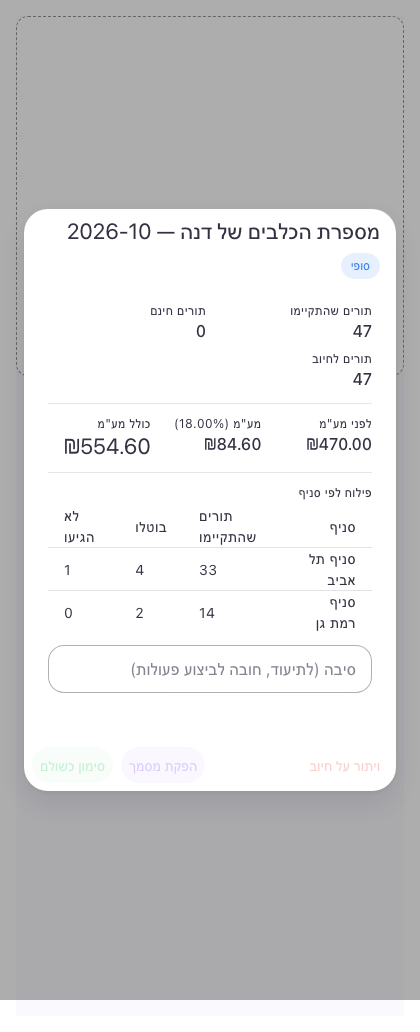 מספרת הכלבים של דנה — 2026-10
סופי
תורים שהתקיימו
47
תורים חינם
0
תורים לחיוב
47
לפני מע"מ
₪470.00
מע"מ (18.00%)
₪84.60
כולל מע"מ
₪554.60
פילוח לפי סניף
סניף תורים שהתקיימו בוטלו לא הגיעו
סניף תל אביב 33 4 1
סניף רמת גן 14 2 0
סיבה (לתיעוד, חובה לביצוע פעולות)
ויתור על חיוב
הפקת מסמך
סימון כשולם